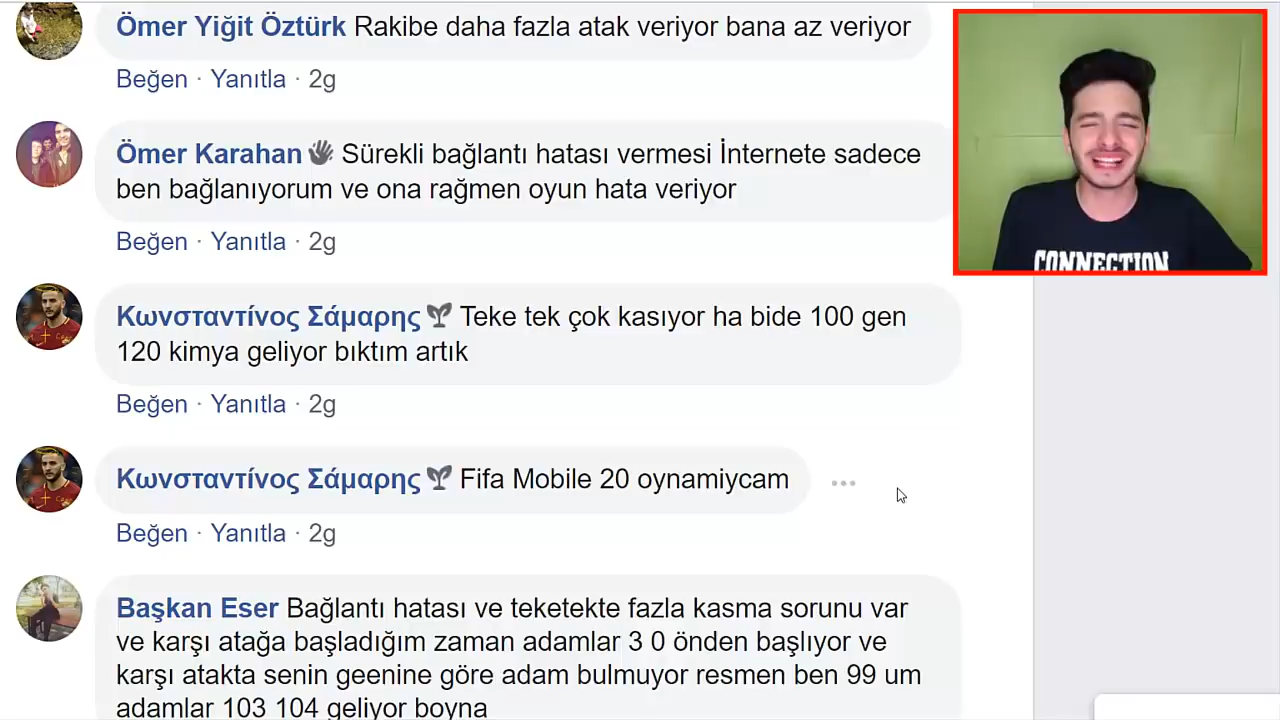 Ömer Yiğit Öztürk Rakibe daha fazla atak veriyor bana az veriyor
Beğen · Yanıtla · 2g
Ömer Karahan Sürekli bağlantı hatası vermesi İnternete sadece
ben bağlanıyorum ve ona rağmen oyun hata veriyor
Beğen · Yanıtla · 2g
CONNECTION
Κωνσταντίνος Σάμαρης Teke tek çok kasıyor ha bide 100 gen
120 kimya geliyor bıktım artık
Beğen · Yanıtla · 2g
Κωνσταντίνος Σάμαρης Fifa Mobile 20 oynamiycam
Beğen · Yanıtla · 2g
Başkan Eser Bağlantı hatası ve teketekte fazla kasma sorunu var
ve karşı atağa başladığım zaman adamlar 3 0 önden başlıyor ve
karşı atakta senin geenine göre adam bulmuyor resmen ben 99 um
adamlar 103 104 geliyor boyna